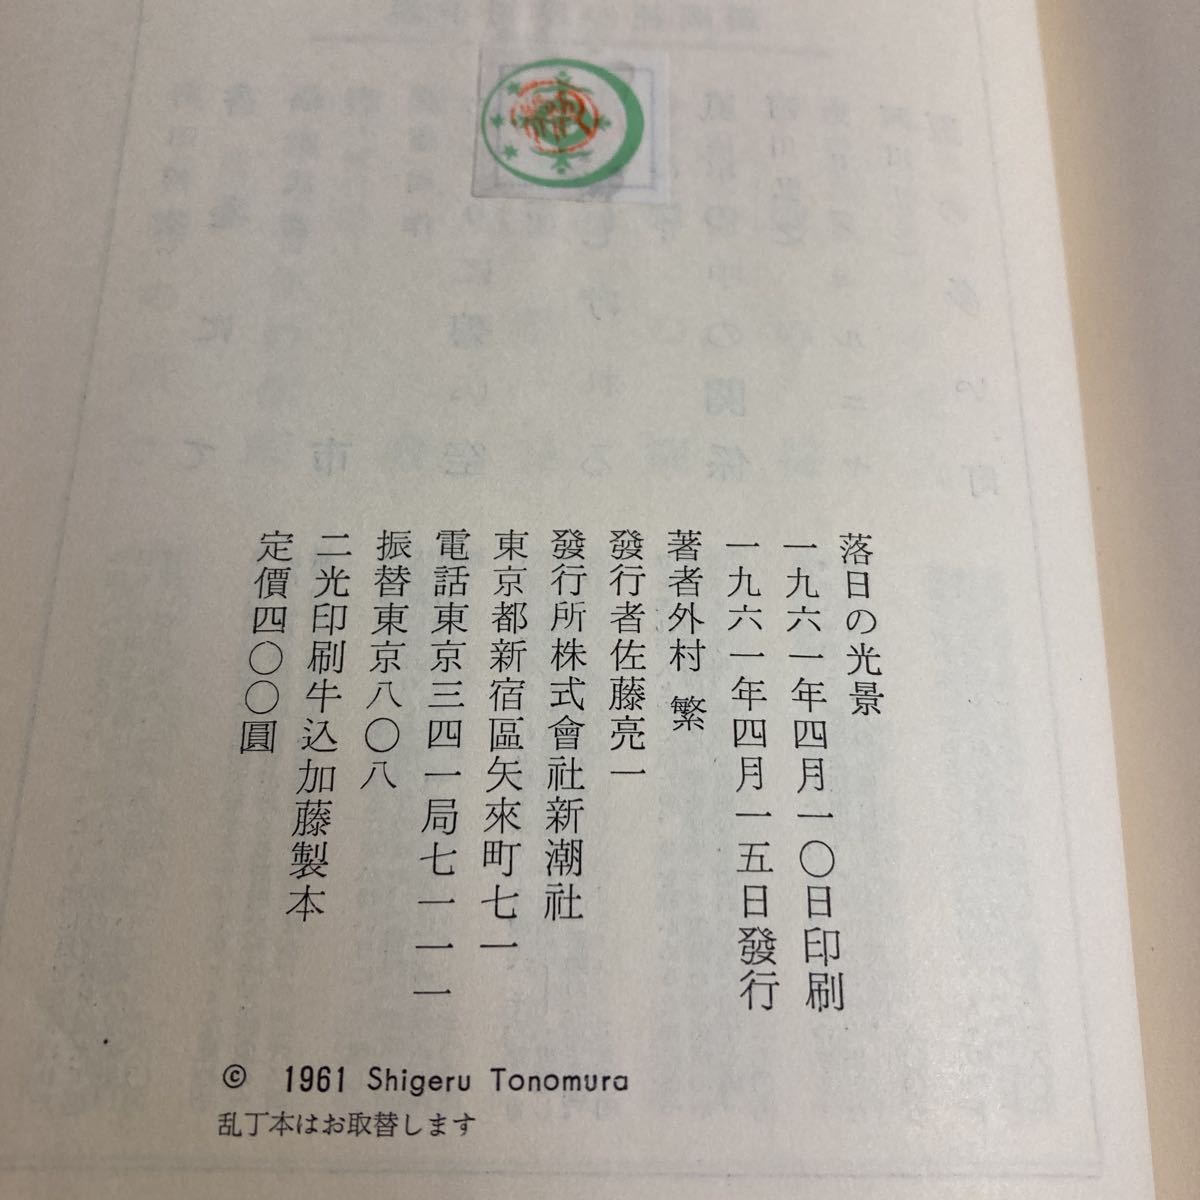 落日の光景
一九六一年四月一〇日印刷
一九六一年四月一五日發行
著者外村 繁
發行者佐藤亮一
發行所株式會社新潮社
東京都新宿區矢來町七一
電話東京三四一局七一一一
振替東京八〇八
二光印刷牛込加藤製本
定價四〇〇圓
© 1961 Shigeru Tonomura
乱丁本はお取替します